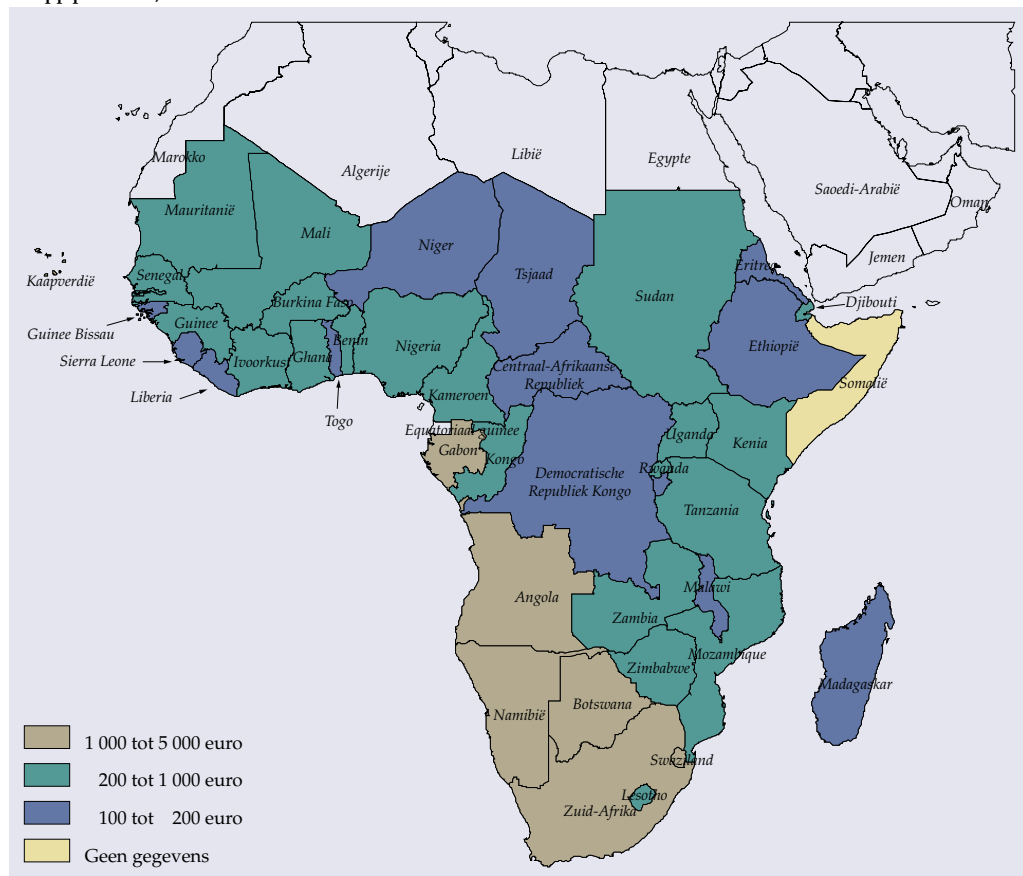 Marokko
Algerije
Libië
Egypte
Saoedi-Arabië
Oman
Jemen
Mauritanië
Mali
Niger
Tsjaad
Sudan
Eritrea
Djibouti
Kaapverdië
Senegal
Burkina Faso
Guinee
Guinee Bissau
Sierra Leone
Liberia
Ivoorkust
Ghana
Benin
Togo
Nigeria
Ethiopië
Somalië
Centraal-Afrikaanse
Republiek
Kameroen
Equatoriaal guinee
Gabon
Kongo
Democratische
Republiek Kongo
Uganda
Kenia
Rwanda
Tanzania
Angola
Malawi
Zambia
Mozambique
Zimbabwe
Madagaskar
Namibië
Botswana
Swaziland
Lesotho
Zuid-Afrika
1 000 tot 5 000 euro
200 tot 1 000 euro
100 tot 200 euro
Geen gegevens